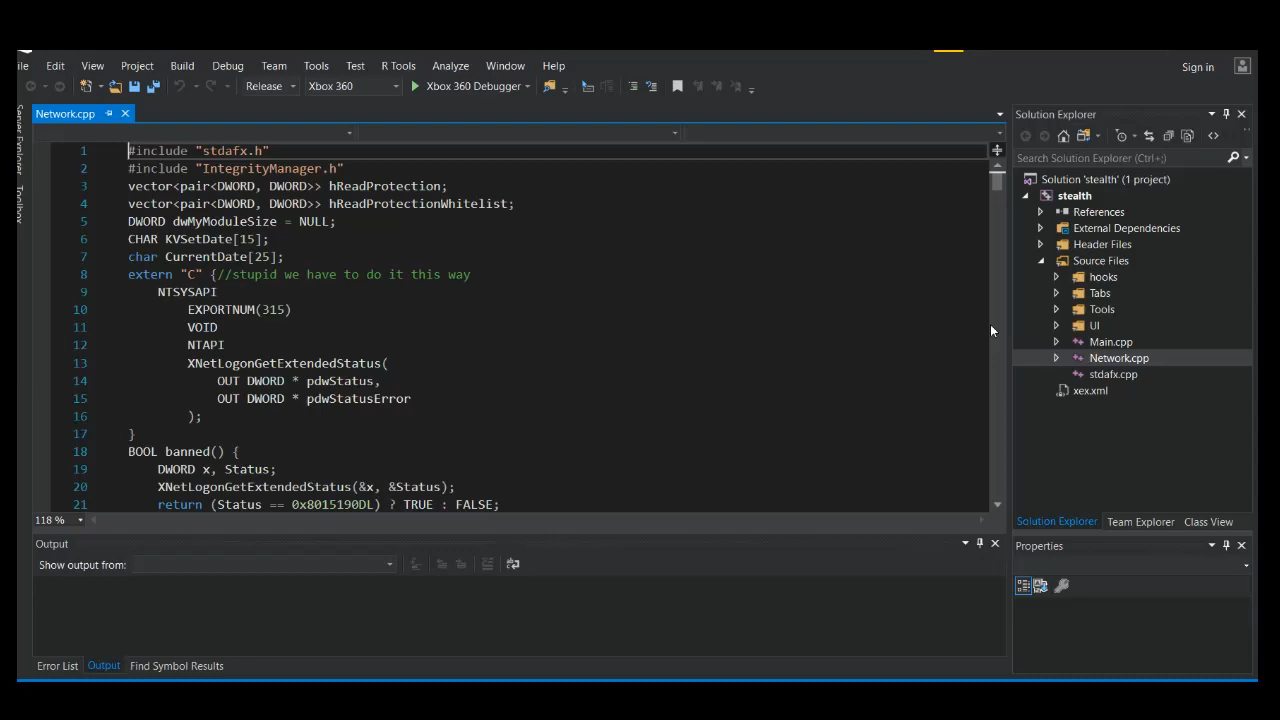 ile Edit View Project Build Debug Team Tools Test R Tools Analyze Window Help
Sign in
Release Xbox 360 Xbox 360 Debugger
Server Explorer
Toolbox
Network.cpp
1 #include "stdafx.h"
2 #include "IntegrityManager.h"
3 vector<pair<DWORD, DWORD>> hReadProtection;
4 vector<pair<DWORD, DWORD>> hReadProtectionWhitelist;
5 DWORD dwMyModuleSize = NULL;
6 CHAR KVSetDate[15];
7 char CurrentDate[25];
8 extern "C" {//stupid we have to do it this way
9 NTSYSAPI
10 EXPORTNUM(315)
11 VOID
12 NTAPI
13 XNetLogonGetExtendedStatus(
14 OUT DWORD * pdwStatus,
15 OUT DWORD * pdwStatusError
16 );
17 }
18 BOOL banned() {
19 DWORD x, Status;
20 XNetLogonGetExtendedStatus(&x, &Status);
21 return (Status == 0x8015190DL) ? TRUE : FALSE;
118 %
Output
Show output from:
Error List Output Find Symbol Results
Solution Explorer
Search Solution Explorer (Ctrl+;)
Solution 'stealth' (1 project)
stealth
References
External Dependencies
Header Files
Source Files
hooks
Tabs
Tools
UI
Main.cpp
Network.cpp
stdafx.cpp
xex.xml
Solution Explorer Team Explorer Class View
Properties